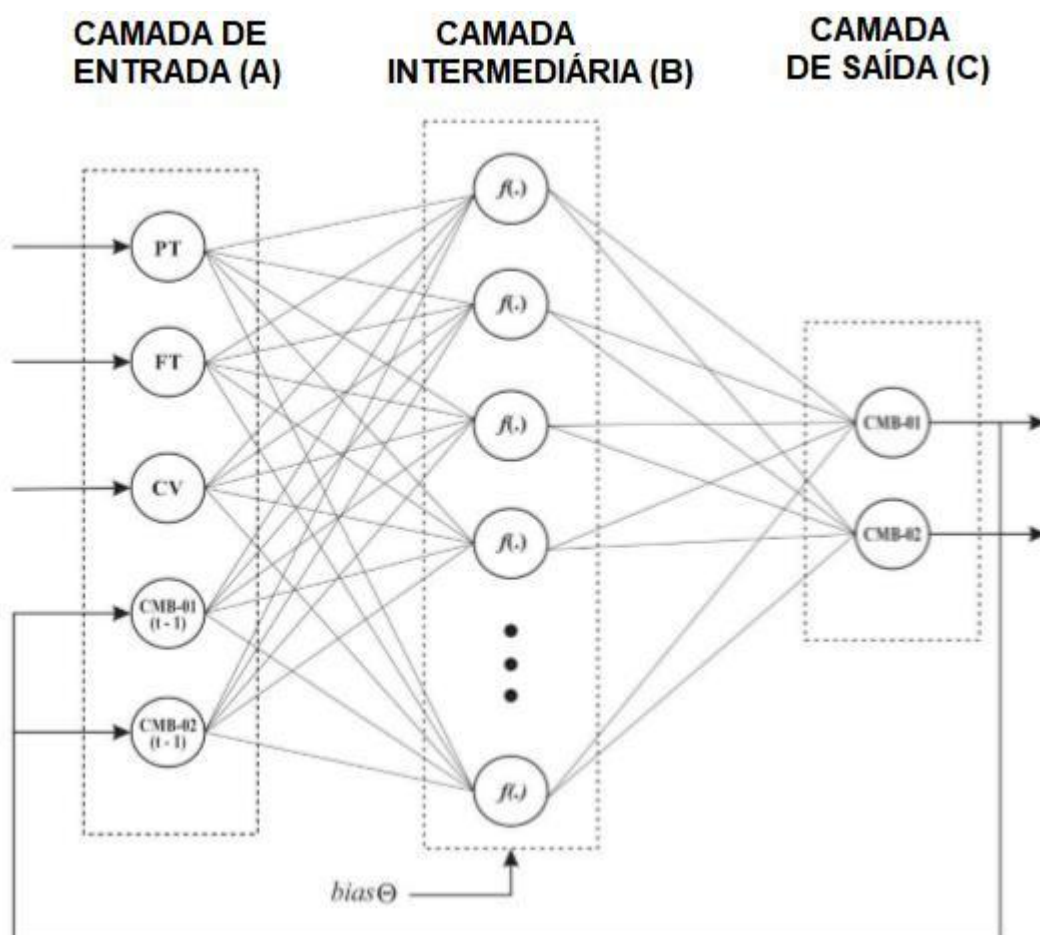 CAMADA DE
ENTRADA (A)
CAMADA
INTERMEDIÁRIA (B)
CAMADA
DE SAÍDA (C)
PT
FT
CV
CMB-01
(t - 1)
CMB-02
(t - 1)
f(.)
f(.)
f(.)
f(.)
f(.)
biasΘ
CMB-01
CMB-02